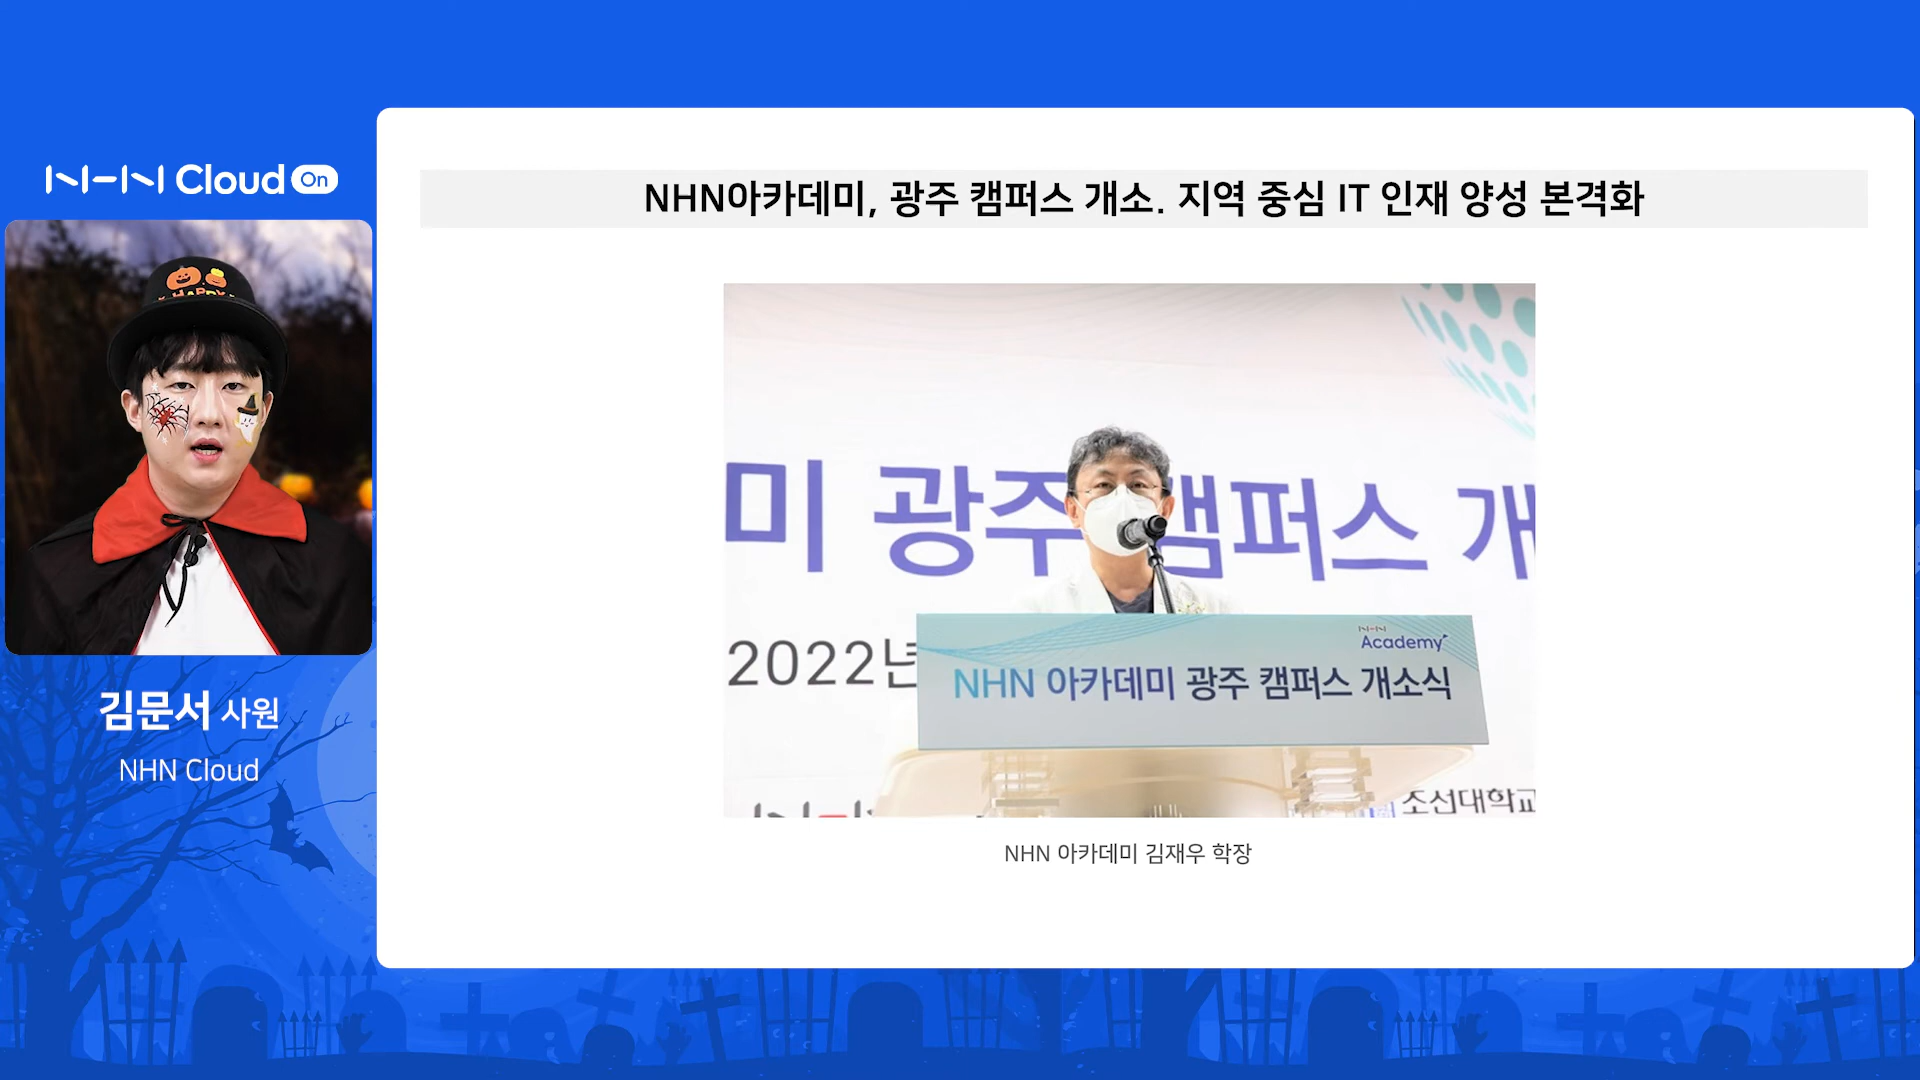 NHN Cloud On
NHN아카데미, 광주 캠퍼스 개소. 지역 중심 IT 인재 양성 본격화
HAPPY
미 광주 캠퍼스 개
2022년
NHN
Academy
NHN 아카데미 광주 캠퍼스 개소식
조선대학교
NHN 아카데미 김재우 학장
김문서 사원
NHN Cloud